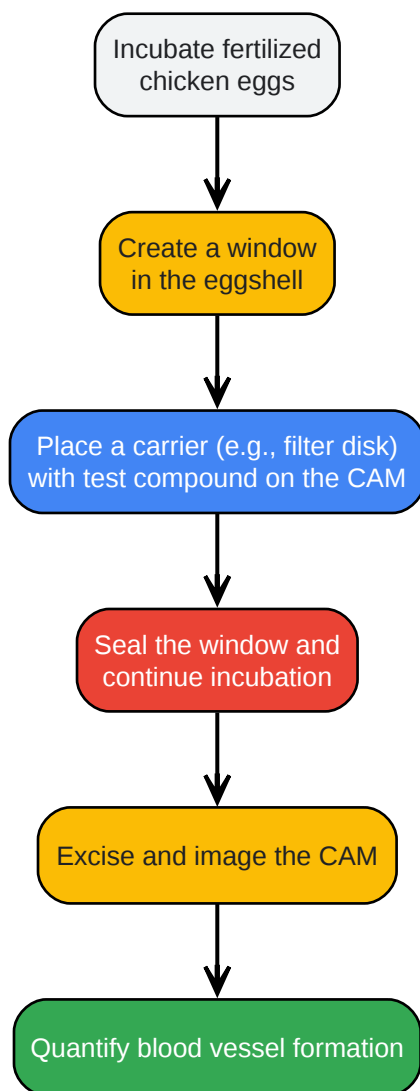 Incubate fertilized
chicken eggs
Create a window
in the eggshell
Place a carrier (e.g., filter disk)
with test compound on the CAM
Seal the window and
continue incubation
Excise and image the CAM
Quantify blood vessel formation